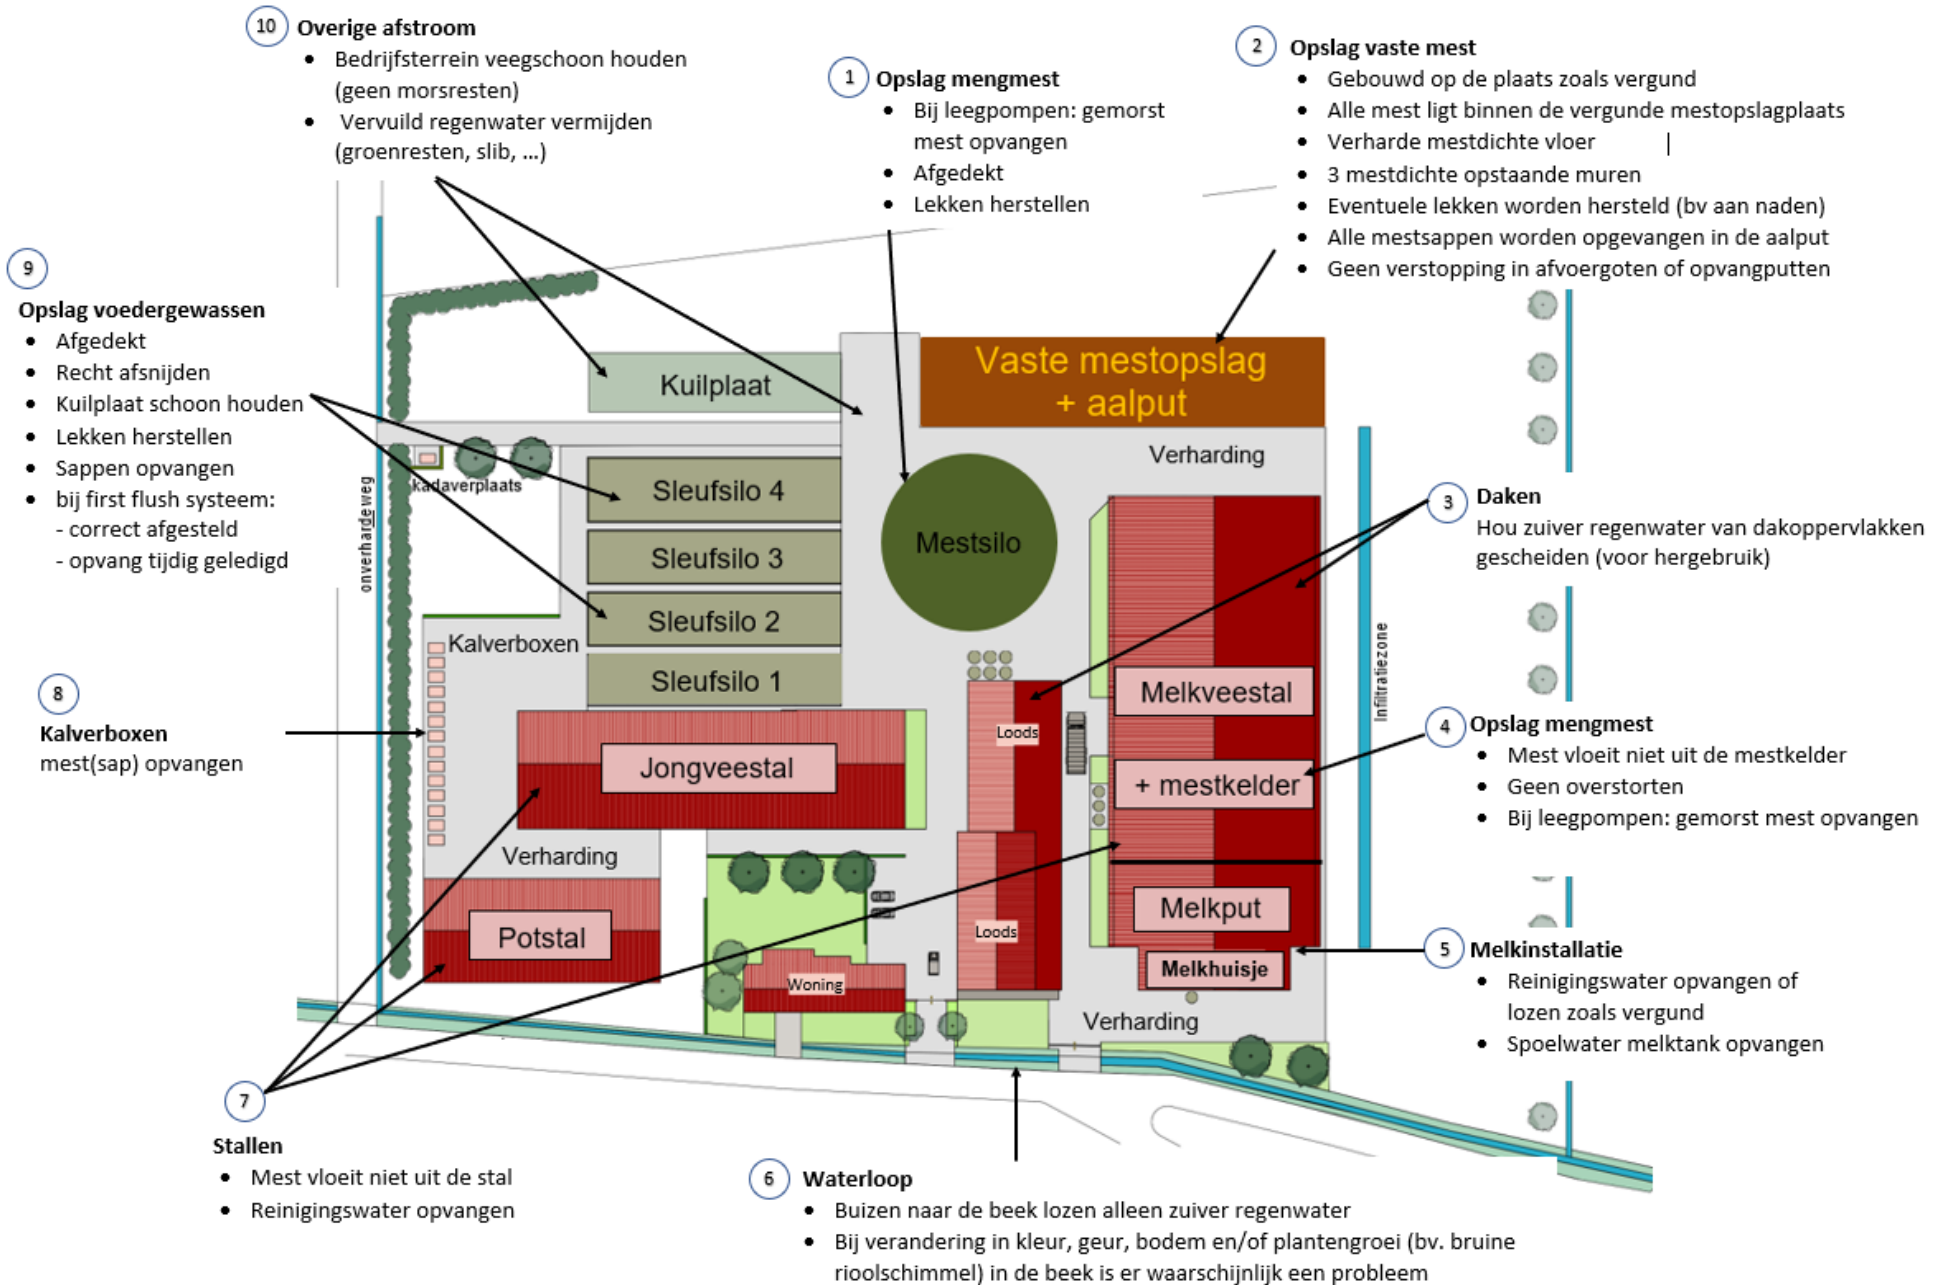 10 Overige afstroom
• Bedrijfsterrein veegschoon houden
(geen morsresten)
• Vervuild regenwater vermijden
(groenresten, slib, ...)
1 Opslag mengmest
• Bij leegpompen: gemorst
mest opvangen
• Afgedekt
• Lekken herstellen
2 Opslag vaste mest
• Gebouwd op de plaats zoals vergund
• Alle mest ligt binnen de vergunde mestopslagplaats
• Verharde mestdichte vloer
• 3 mestdichte opstaande muren
• Eventuele lekken worden hersteld (bv aan naden)
• Alle mestsappen worden opgevangen in de aalput
• Geen verstopping in afvoergoten of opvangputten
9
Opslag voedergewassen
• Afgedekt
• Recht afsnijden
• Kuilplaat schoon houden
• Lekken herstellen
• Sappen opvangen
• bij first flush systeem:
- correct afgesteld
- opvang tijdig geledigd
Kuilplaat
Vaste mestopslag
+ aalput
Verharding
kadaverplaats
onverhardeweg
Sleufsilo 4
Sleufsilo 3
Sleufsilo 2
Sleufsilo 1
Mestsilo
3 Daken
Hou zuiver regenwater van dakoppervlakken
gescheiden (voor hergebruik)
Kalverboxen
Infiltratiezone
8
Kalverboxen
mest(sap) opvangen
Melkveestal
Loods
Jongveestal
+ mestkelder
4 Opslag mengmest
• Mest vloeit niet uit de mestkelder
• Geen overstorten
• Bij leegpompen: gemorst mest opvangen
Verharding
Potstal
Loods
Woning
Melkput
Melkhuisje
Verharding
5 Melkinstallatie
• Reinigingswater opvangen of
lozen zoals vergund
• Spoelwater melktank opvangen
7
Stallen
• Mest vloeit niet uit de stal
• Reinigingswater opvangen
6 Waterloop
• Buizen naar de beek lozen alleen zuiver regenwater
• Bij verandering in kleur, geur, bodem en/of plantengroei (bv. bruine
rioolschimmel) in de beek is er waarschijnlijk een probleem